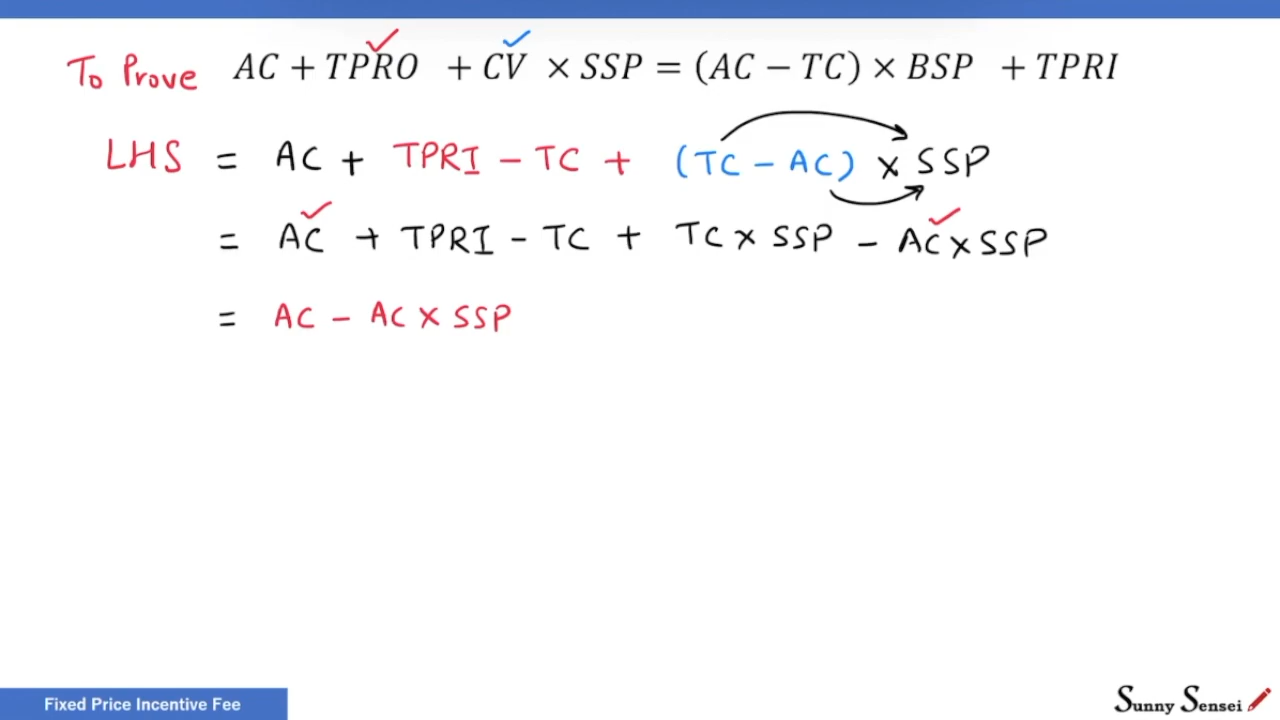 To Prove AC + TPRO + CV × SSP = (AC − TC) × BSP + TPRI
LHS = AC + TPRI − TC + (TC − AC) × SSP
= AC + TPRI − TC + TC × SSP − AC × SSP
= AC − AC × SSP
Fixed Price Incentive Fee
Sunny Sensei